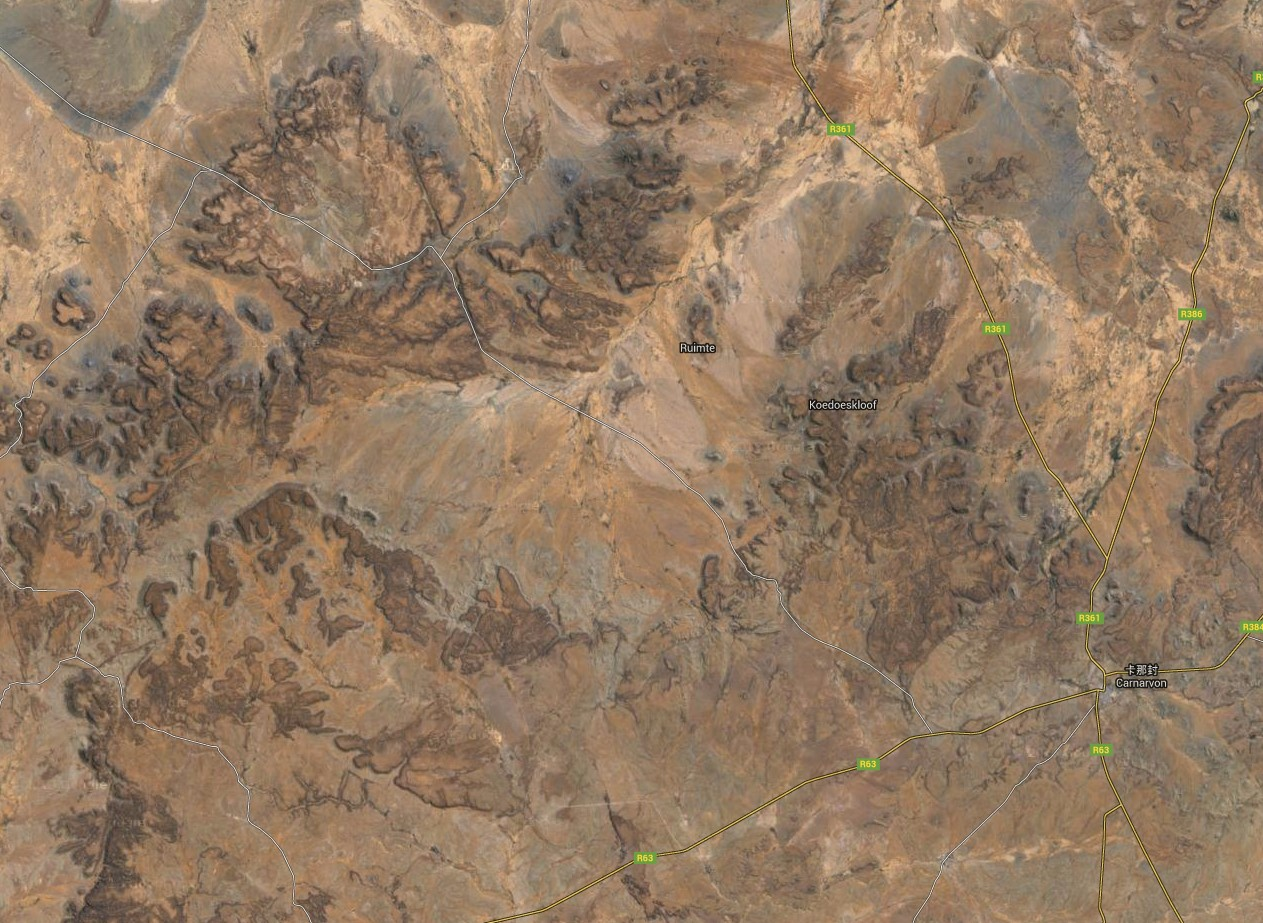 R361
R386
R361
Ruimte
Koedoeskloof
R361
R384
卡那封
Carnarvon
R63
R63
R63